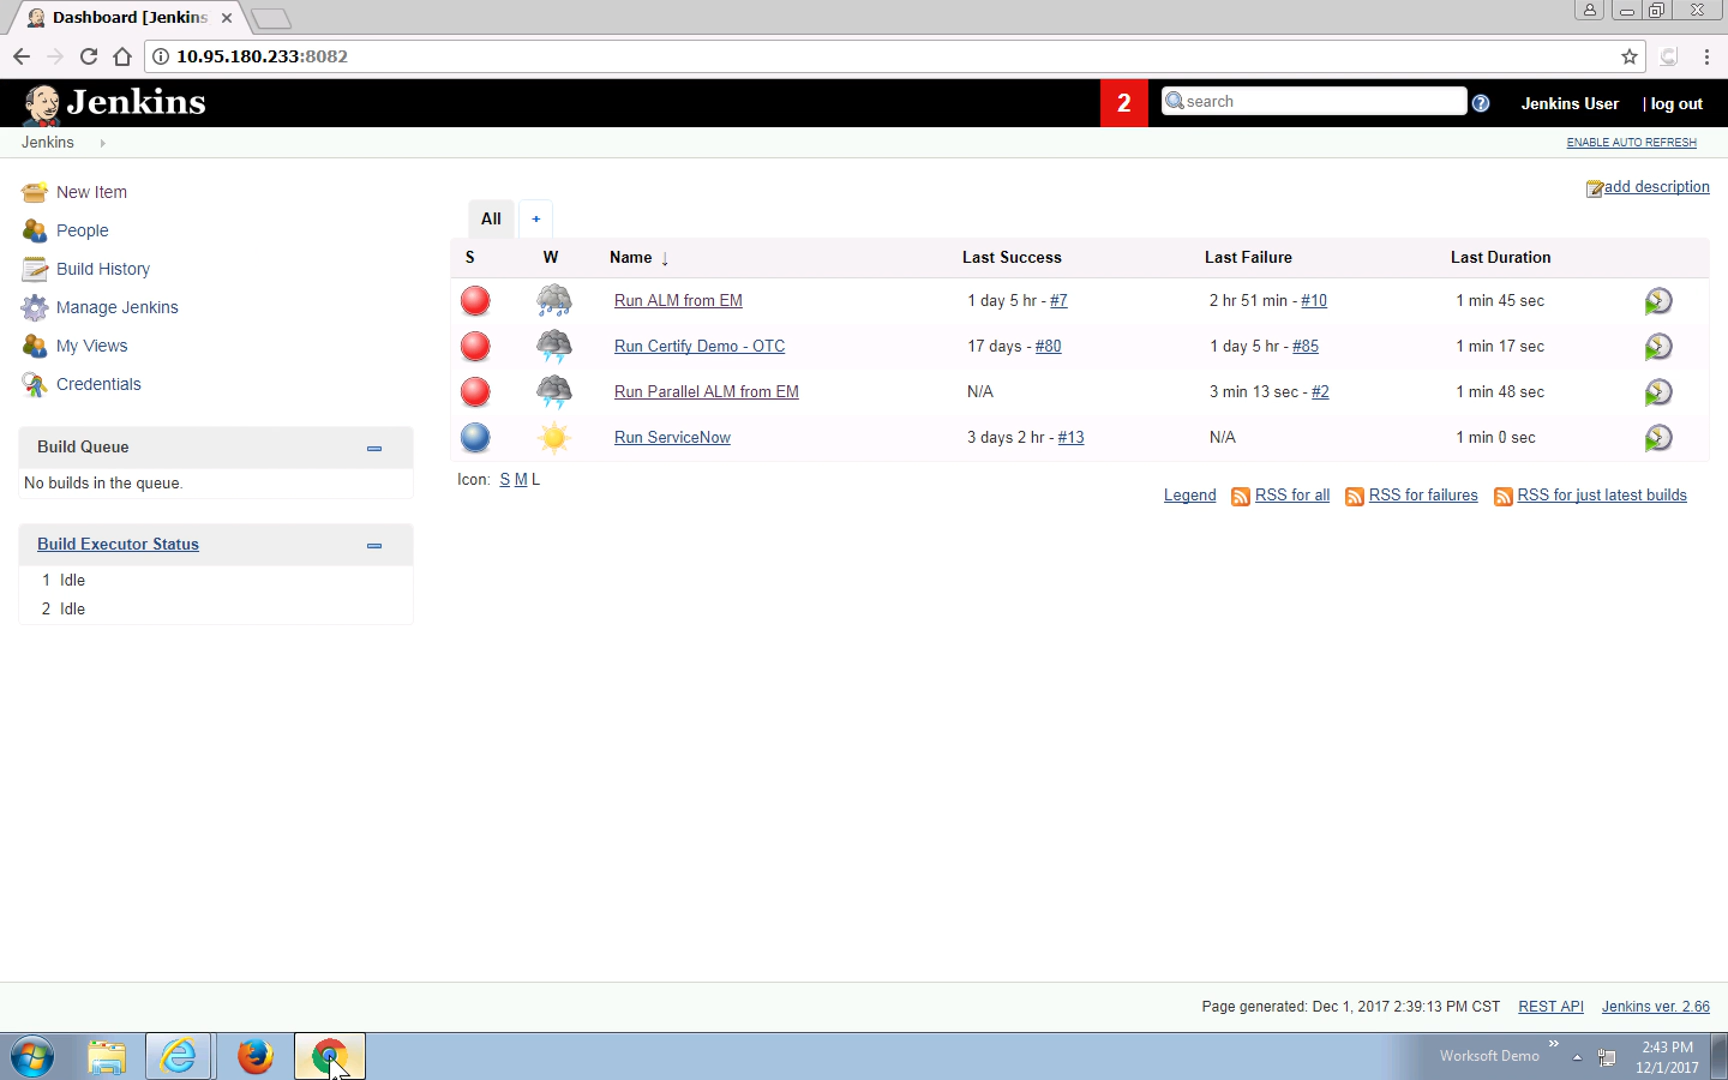 Dashboard [Jenkins
10.95.180.233:8082
Jenkins
2
search
Jenkins User
| log out
Jenkins
ENABLE AUTO REFRESH
New Item
People
Build History
Manage Jenkins
My Views
Credentials
add description
All
+
S W Name ↓ Last Success Last Failure Last Duration
Run ALM from EM 1 day 5 hr - #7 2 hr 51 min - #10 1 min 45 sec
Run Certify Demo - OTC 17 days - #80 1 day 5 hr - #85 1 min 17 sec
Run Parallel ALM from EM N/A 3 min 13 sec - #2 1 min 48 sec
Run ServiceNow 3 days 2 hr - #13 N/A 1 min 0 sec
Icon: S M L
Legend RSS for all RSS for failures RSS for just latest builds
Build Queue
No builds in the queue.
Build Executor Status
1 Idle
2 Idle
Page generated: Dec 1, 2017 2:39:13 PM CST REST API Jenkins ver. 2.66
Worksoft Demo
2:43 PM
12/1/2017